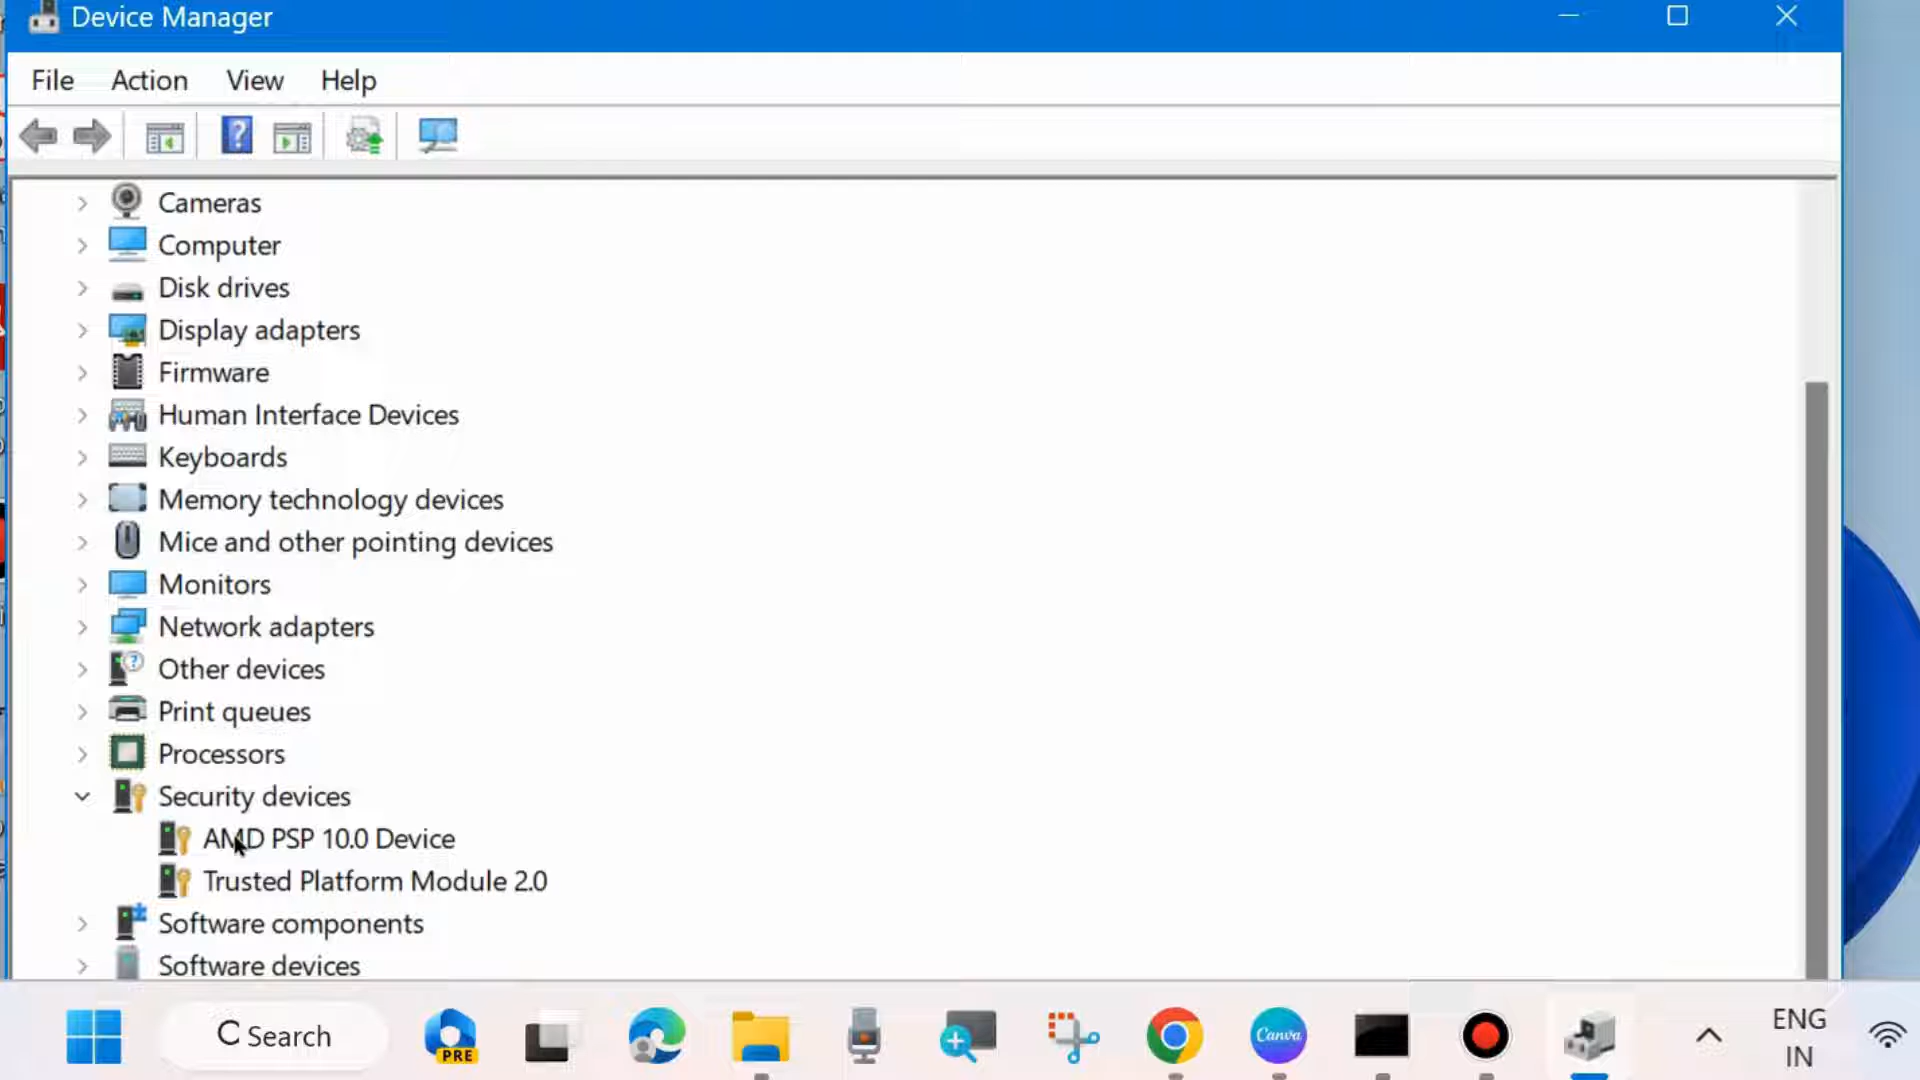 Device Manager
File Action View Help
Cameras
Computer
Disk drives
Display adapters
Firmware
Human Interface Devices
Keyboards
Memory technology devices
Mice and other pointing devices
Monitors
Network adapters
Other devices
Print queues
Processors
Security devices
AMD PSP 10.0 Device
Trusted Platform Module 2.0
Software components
Software devices
Search
PRE
Canva
ENG
IN